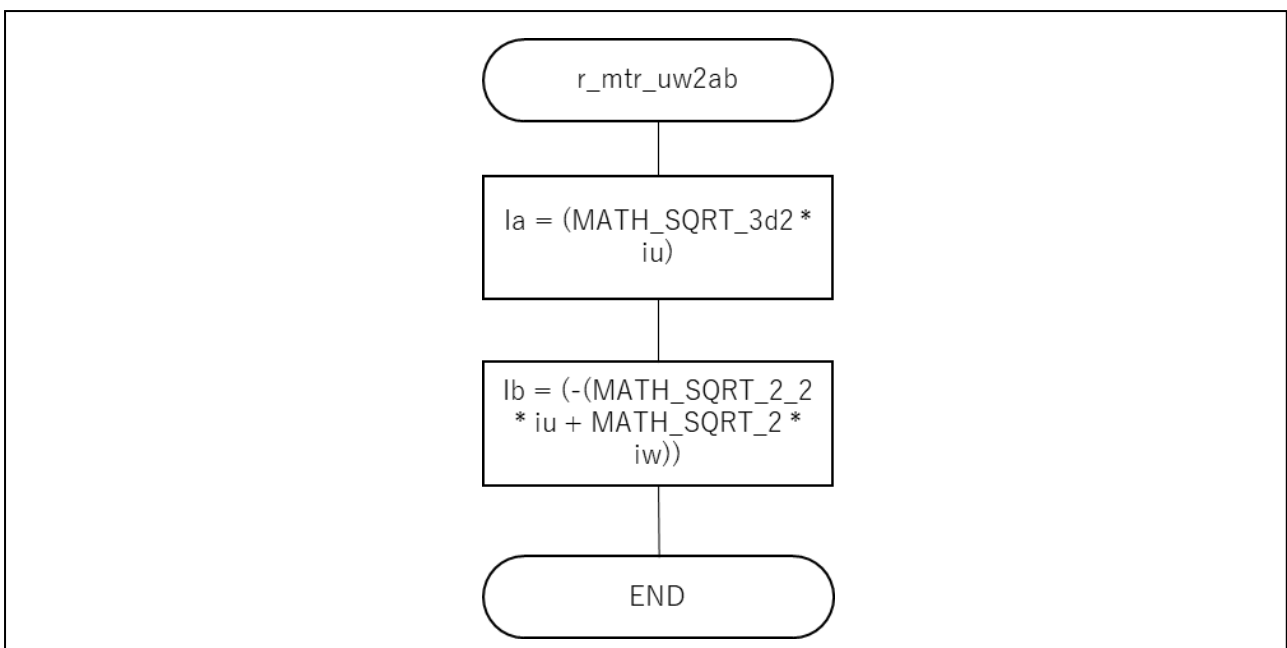 r_mtr_uw2ab
Ia = (MATH_SQRT_3d2 *
iu)
Ib = (-(MATH_SQRT_2_2
* iu + MATH_SQRT_2 *
iw))
END